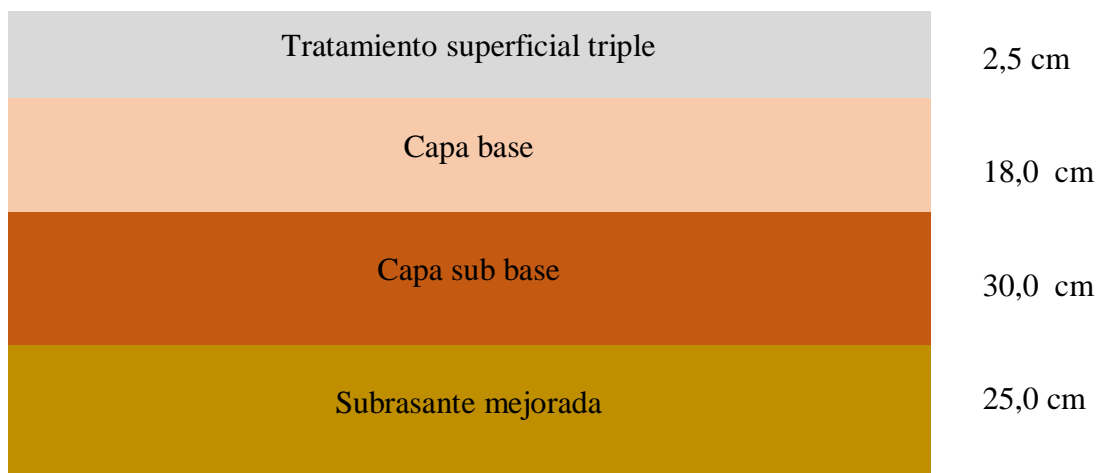 Tratamiento superficial triple
2,5 cm
Capa base
18,0 cm
Capa sub base
30,0 cm
Subrasante mejorada
25,0 cm